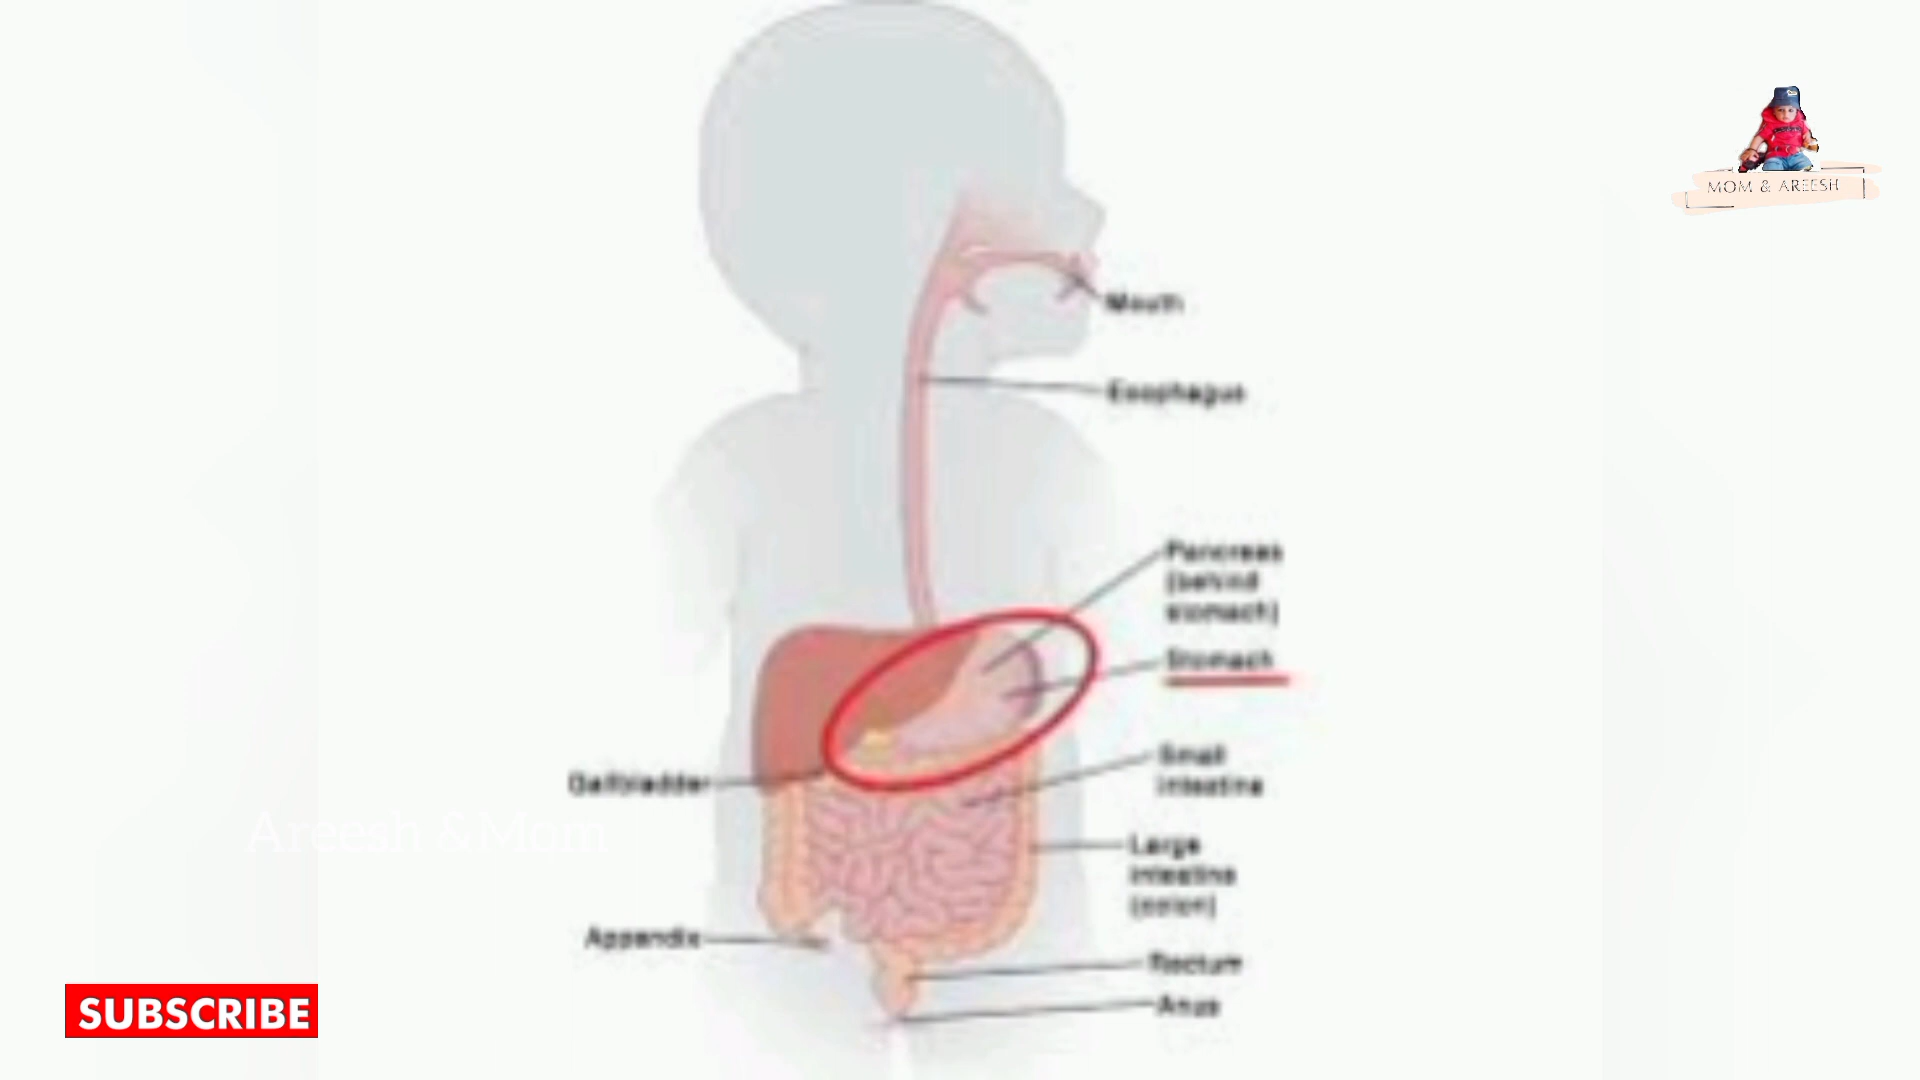 MOM & AREESH
Mouth
Esophagus
Pancreas
(behind
stomach)
Stomach
Small
intestine
Gallbladder
Areesh & Mom
Large
intestine
(colon)
Appendix
Rectum
Anus
SUBSCRIBE